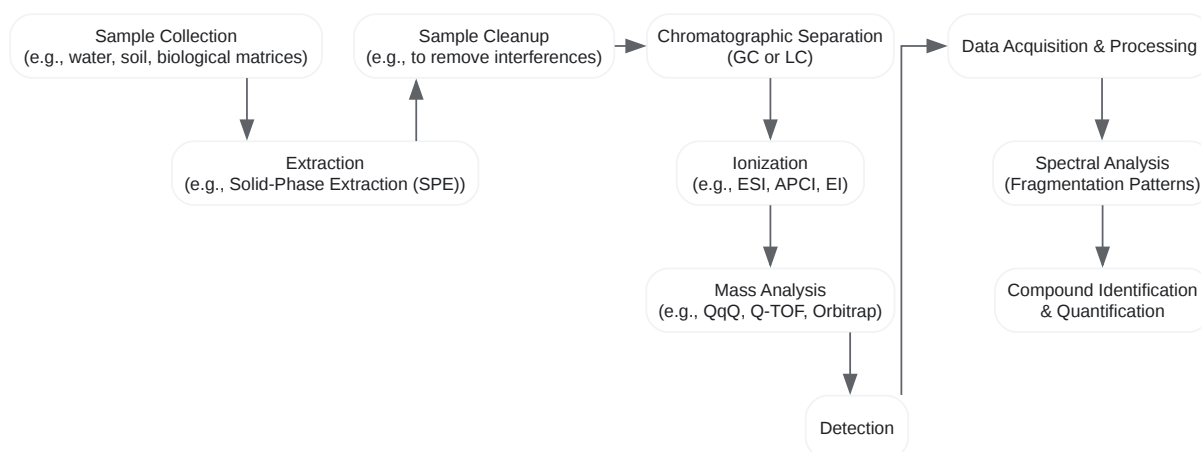 Sample Collection
(e.g., water, soil, biological matrices)
Extraction
(e.g., Solid-Phase Extraction (SPE))
Sample Cleanup
(e.g., to remove interferences)
Chromatographic Separation
(GC or LC)
Ionization
(e.g., ESI, APCI, EI)
Mass Analysis
(e.g., QqQ, Q-TOF, Orbitrap)
Detection
Data Acquisition & Processing
Spectral Analysis
(Fragmentation Patterns)
Compound Identification
& Quantification